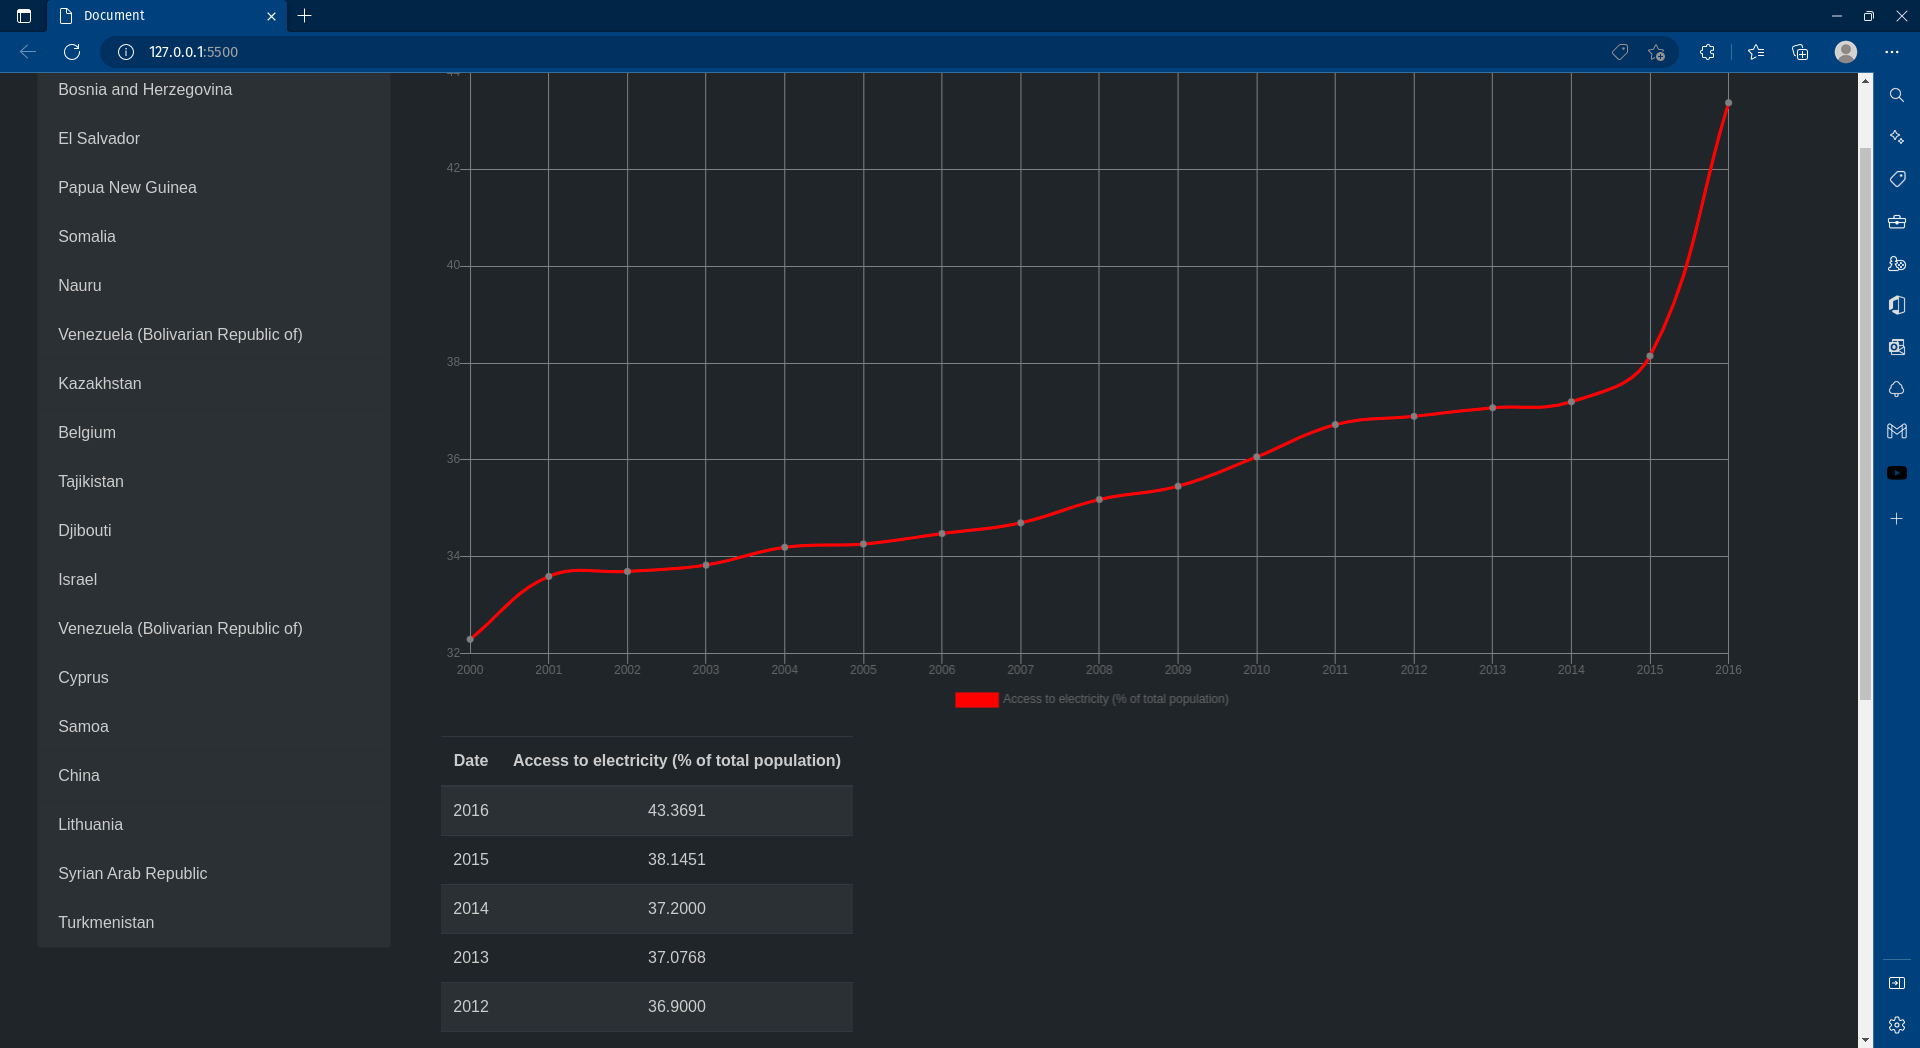 Document
127.0.0.1:5500
Bosnia and Herzegovina
El Salvador
Papua New Guinea
Somalia
Nauru
Venezuela (Bolivarian Republic of)
Kazakhstan
Belgium
Tajikistan
Djibouti
Israel
Venezuela (Bolivarian Republic of)
Cyprus
Samoa
China
Lithuania
Syrian Arab Republic
Turkmenistan
44
42
40
38
36
34
32
2000 2001 2002 2003 2004 2005 2006 2007 2008 2009 2010 2011 2012 2013 2014 2015 2016
Access to electricity (% of total population)
Date Access to electricity (% of total population)
2016 43.3691
2015 38.1451
2014 37.2000
2013 37.0768
2012 36.9000